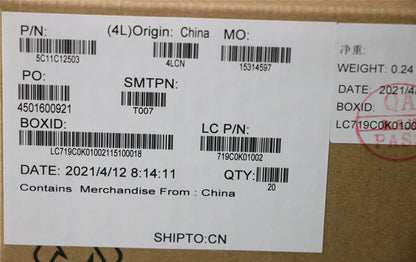 P/N: (4L)Origin: China MO:
5C11C12503 4LCN 15314597
PO: SMTPN:
4501600921 T007
BOXID: LC P/N:
LC719C0K01002115100018 719C0K01002
DATE: 2021/4/12 8:14:11 QTY:
20
Contains Merchandise From : China
SHIPTO:CN
净重:
WEIGHT: 0.24
DATE: 2021/4/
BOXID:
LC719C0K0100